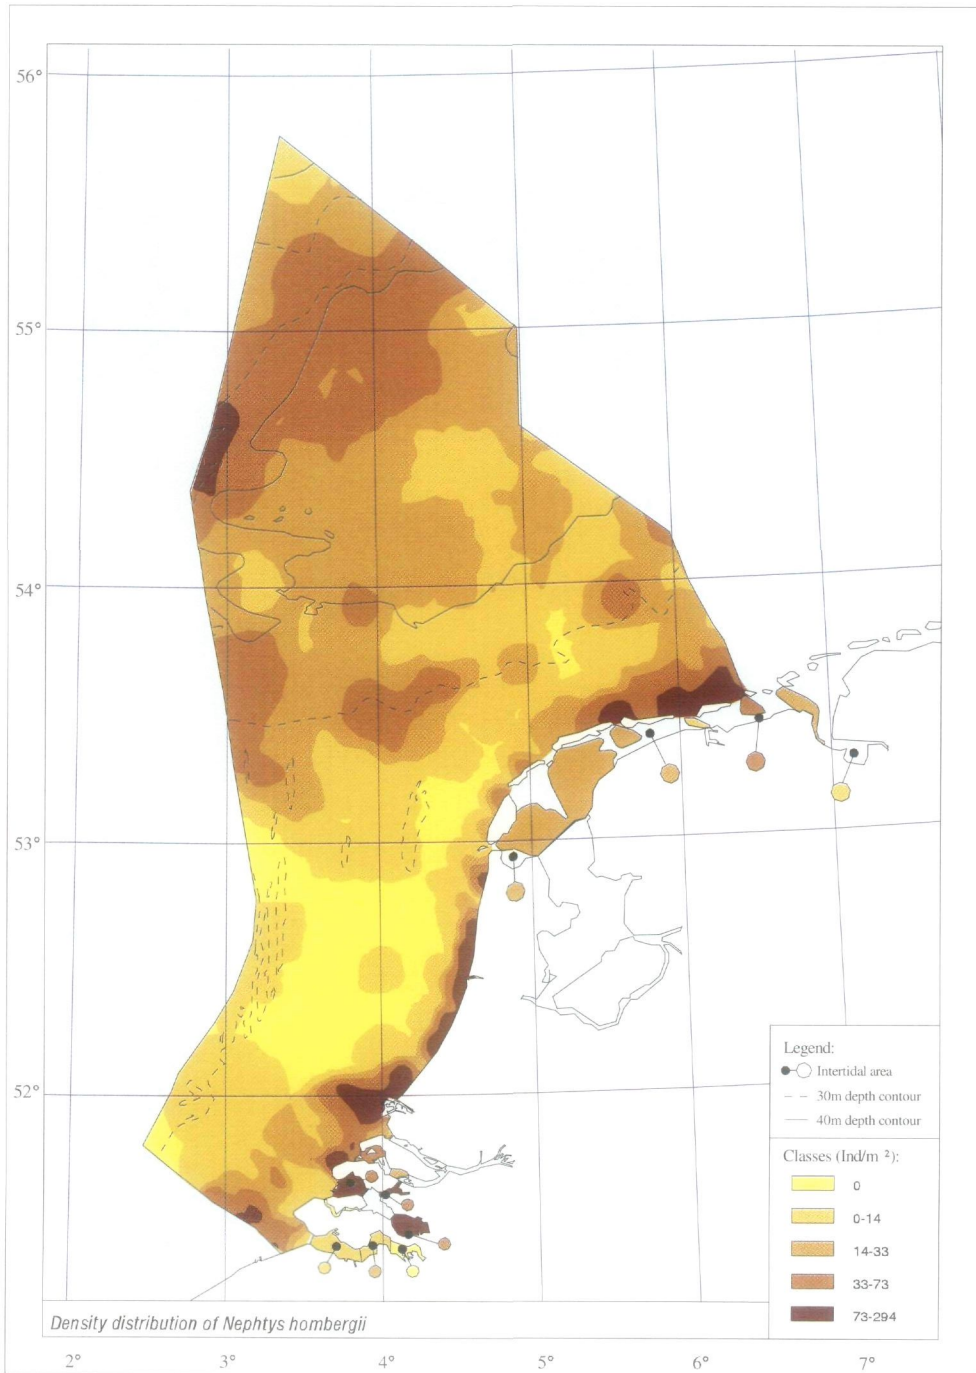 56°
55°
54°
53°
52°
Legend:
Intertidal area
30m depth contour
40m depth contour
Classes (Ind/m ²):
0
0-14
14-33
33-73
73-294
Density distribution of Nephtys hombergii
2° 3° 4° 5° 6° 7°